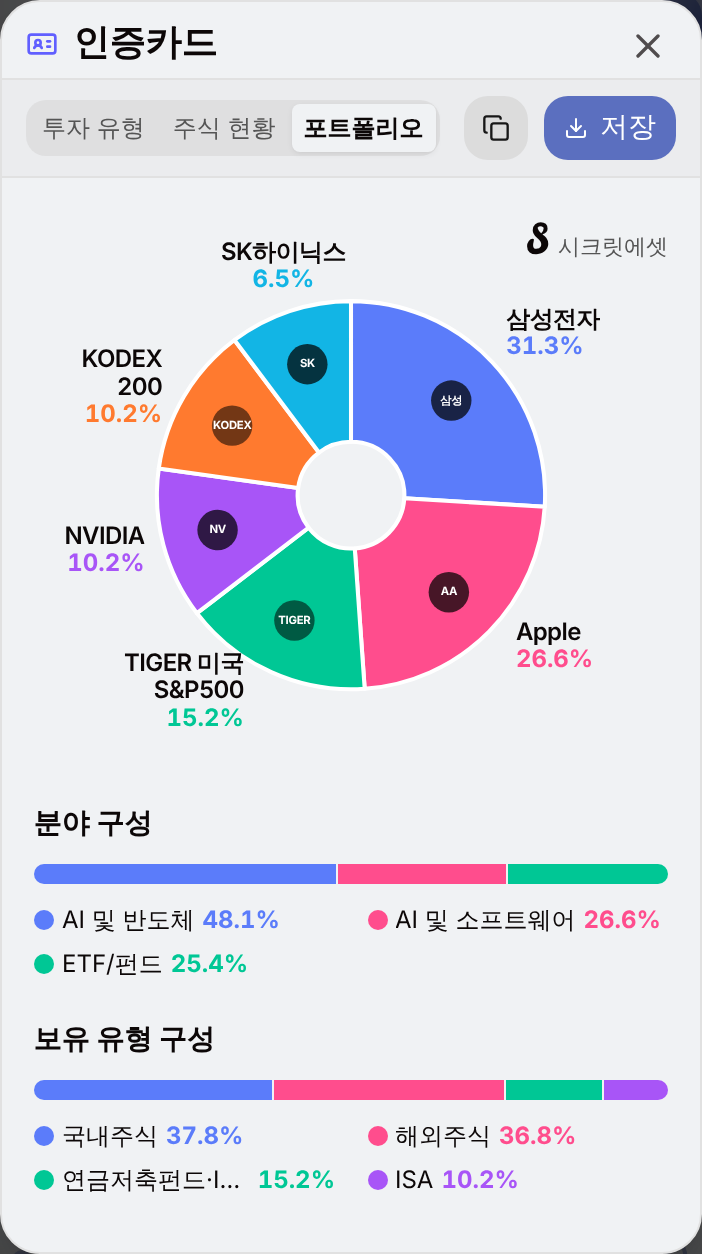 인증카드
투자 유형 주식 현황 포트폴리오 저장
S 시크릿에셋
SK하이닉스
6.5%
삼성전자
31.3%
KODEX
200
10.2%
SK
삼성
KODEX
NVIDIA
10.2%
NV
AA
TIGER
Apple
26.6%
TIGER 미국
S&P500
15.2%
분야 구성
AI 및 반도체 48.1% AI 및 소프트웨어 26.6%
ETF/펀드 25.4%
보유 유형 구성
국내주식 37.8% 해외주식 36.8%
연금저축펀드·I... 15.2% ISA 10.2%